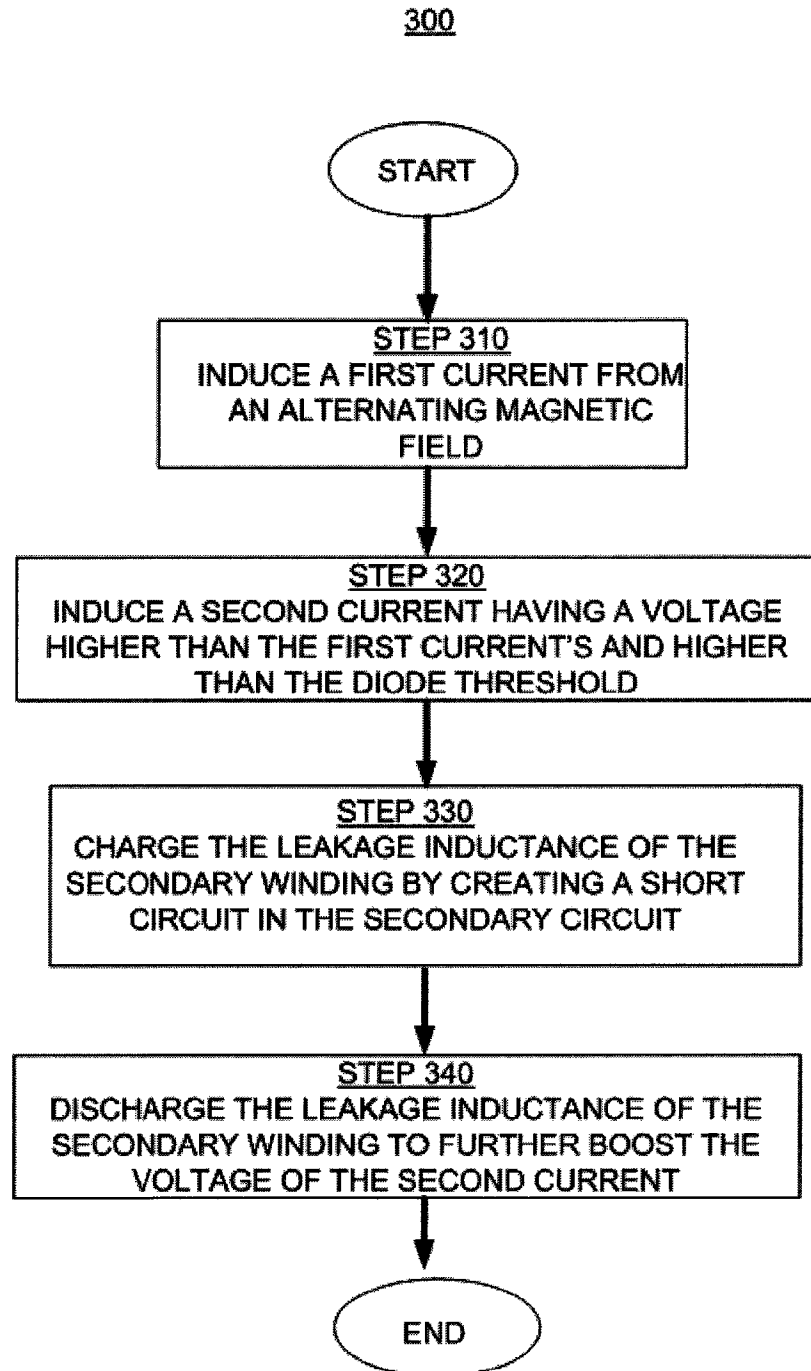 300
START
STEP 310
INDUCE A FIRST CURRENT FROM
AN ALTERNATING MAGNETIC
FIELD
STEP 320
INDUCE A SECOND CURRENT HAVING A VOLTAGE
HIGHER THAN THE FIRST CURRENT'S AND HIGHER
THAN THE DIODE THRESHOLD
STEP 330
CHARGE THE LEAKAGE INDUCTANCE OF THE
SECONDARY WINDING BY CREATING A SHORT
CIRCUIT IN THE SECONDARY CIRCUIT
STEP 340
DISCHARGE THE LEAKAGE INDUCTANCE OF THE
SECONDARY WINDING TO FURTHER BOOST THE
VOLTAGE OF THE SECOND CURRENT
END